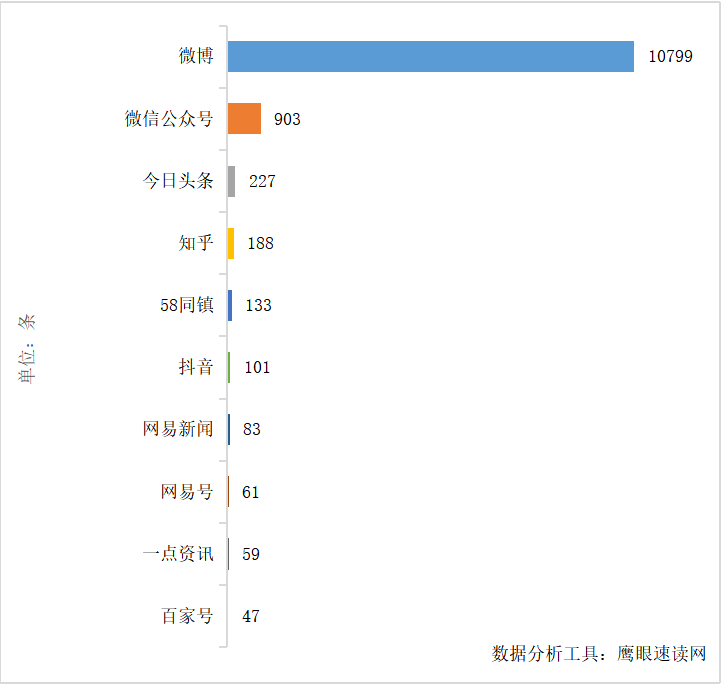 微博 10799
微信公众号 903
今日头条 227
知乎 188
58同镇 133
抖音 101
网易新闻 83
网易号 61
一点资讯 59
百家号 47
单位：条
数据分析工具：鹰眼速读网